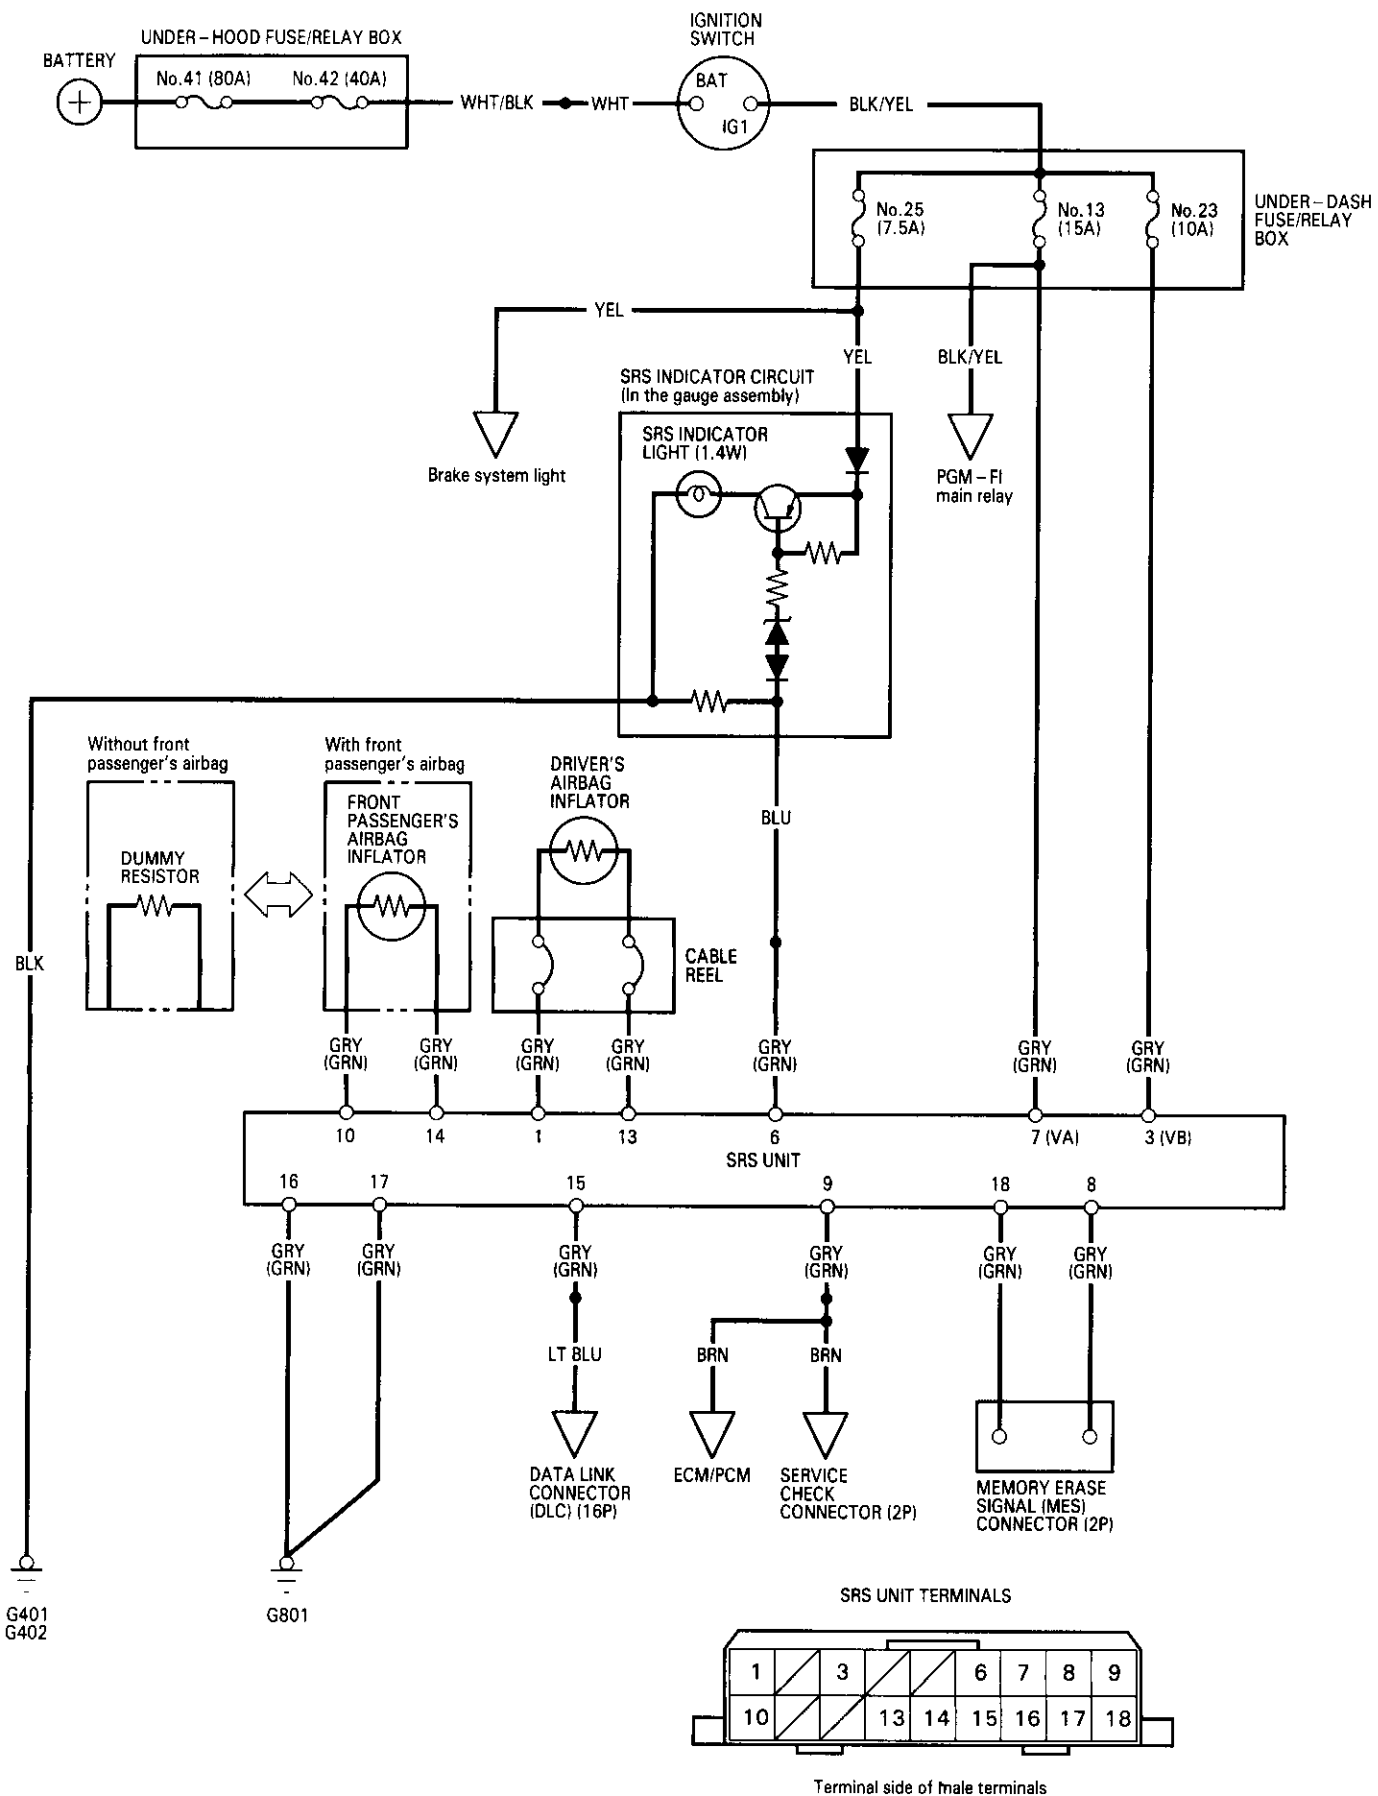 IGNITION
SWITCH
UNDER-HOOD FUSE/RELAY BOX
BATTERY
No.41 (80A)
No.42 (40A)
BAT
WHT/BLK
WHT
BLK/YEL
IG1
No.25
(7.5A)
No.13
(15A)
No.23
(10A)
UNDER-DASH
FUSE/RELAY
BOX
YEL
YEL
BLK/YEL
SRS INDICATOR CIRCUIT
(In the gauge assembly)
SRS INDICATOR
LIGHT (1.4W)
Brake system light
PGM-FI
main relay
Without front
passenger's airbag
With front
passenger's airbag
DRIVER'S
AIRBAG
INFLATOR
FRONT
PASSENGER'S
AIRBAG
INFLATOR
BLU
DUMMY
RESISTOR
BLK
CABLE
REEL
GRY
(GRN)
GRY
(GRN)
GRY
(GRN)
GRY
(GRN)
GRY
(GRN)
GRY
(GRN)
GRY
(GRN)
10
14
1
13
6
7 (VA)
3 (VB)
SRS UNIT
16
17
15
9
18
8
GRY
(GRN)
GRY
(GRN)
GRY
(GRN)
GRY
(GRN)
GRY
(GRN)
GRY
(GRN)
LT BLU
BRN
BRN
DATA LINK
CONNECTOR
(DLC) (16P)
ECM/PCM
SERVICE
CHECK
CONNECTOR (2P)
MEMORY ERASE
SIGNAL (MES)
CONNECTOR (2P)
G401
G402
G801
SRS UNIT TERMINALS
1 3 6 7 8 9
10 13 14 15 16 17 18
Terminal side of male terminals